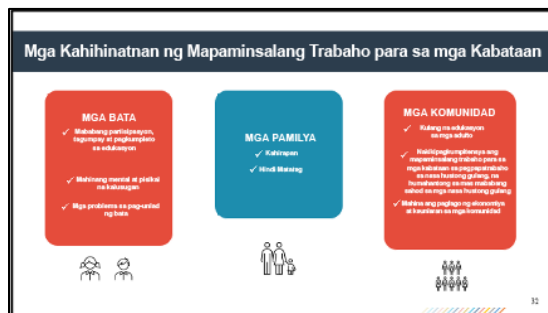 Mga Kahihinatnan ng Mapaminsalang Trabaho para sa mga Kabataan
MGA BATA
✓ Mababang partisipasyon,
tagumpay at pagkumpleto
sa edukasyon
✓ Mahinang mental at pisikal
na kalusugan
✓ Mga problema sa pag-unlad
ng bata
MGA PAMILYA
✓ Kahirapan
✓ Hindi Matatag
MGA KOMUNIDAD
✓ Kulang na edukasyon
sa mga adulto
✓ Nakikipagkumpitensya ang
mapaminsalang trabaho para sa
mga kabataan sa pagpapatrabaho
sa nasa hustong gulang, na
humahantong sa mas mababang
sahod sa mga nasa hustong gulang
✓ Mahina ang paglago ng ekonomiya
at kaunlaran sa mga komunidad
32